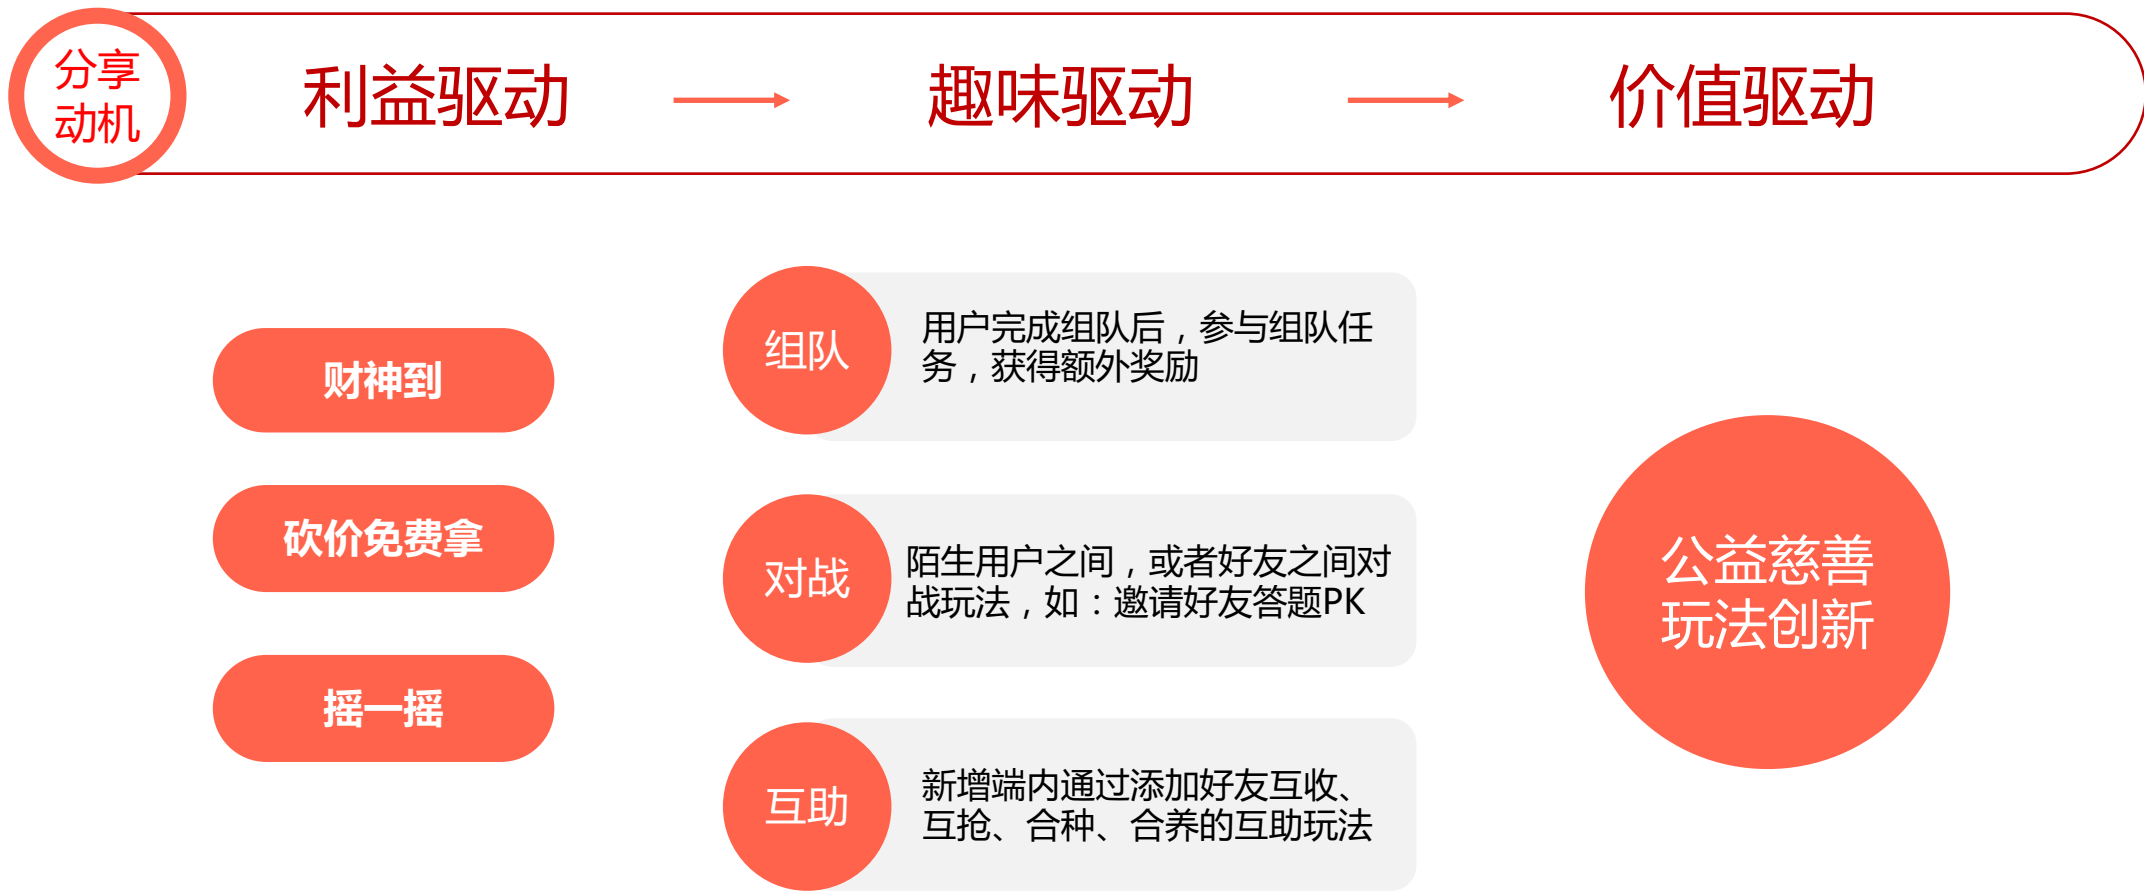 分享
动机
利益驱动
趣味驱动
价值驱动
财神到
砍价免费拿
摇一摇
组队
用户完成组队后，参与组队任
务，获得额外奖励
对战
陌生用户之间，或者好友之间对
战玩法，如：邀请好友答题PK
互助
新增端内通过添加好友互收、
互抢、合种、合养的互助玩法
公益慈善
玩法创新